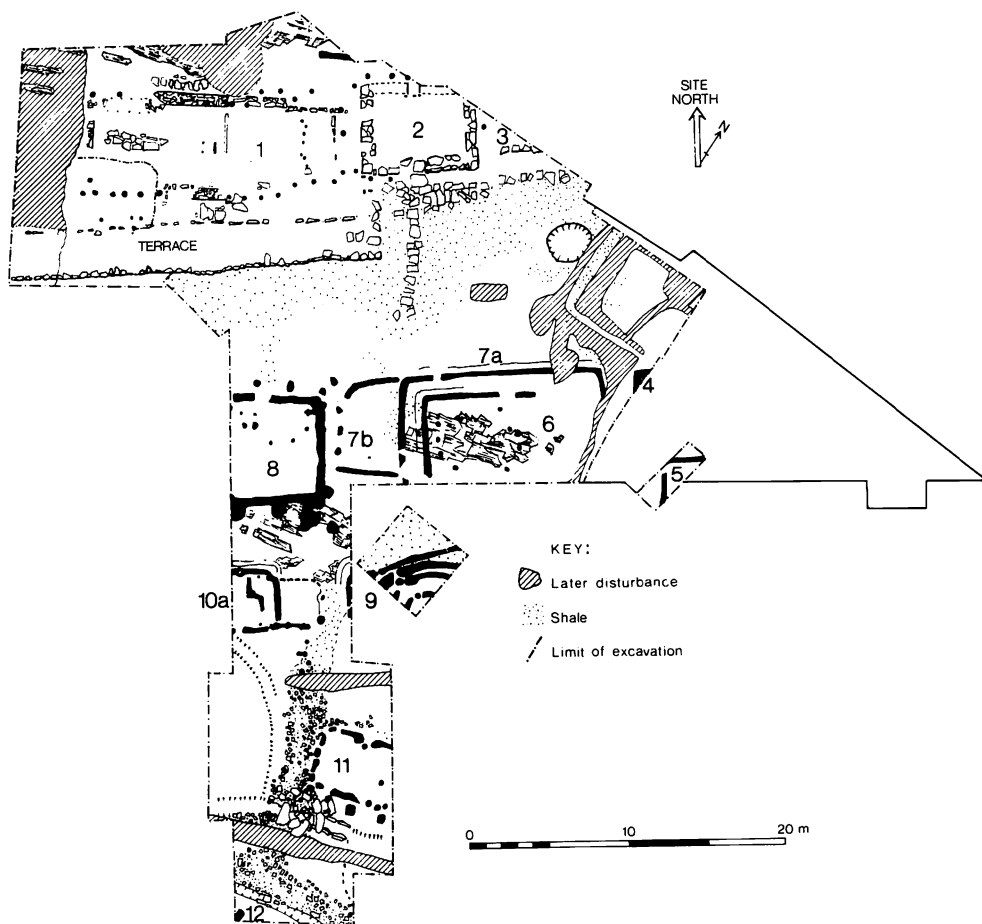 SITE
NORTH
N
1
2
3
TERRACE
7a
4
6
7b
8
5
KEY:
Later disturbance
Shale
Limit of excavation
10a
9
11
0 10 20 m
12